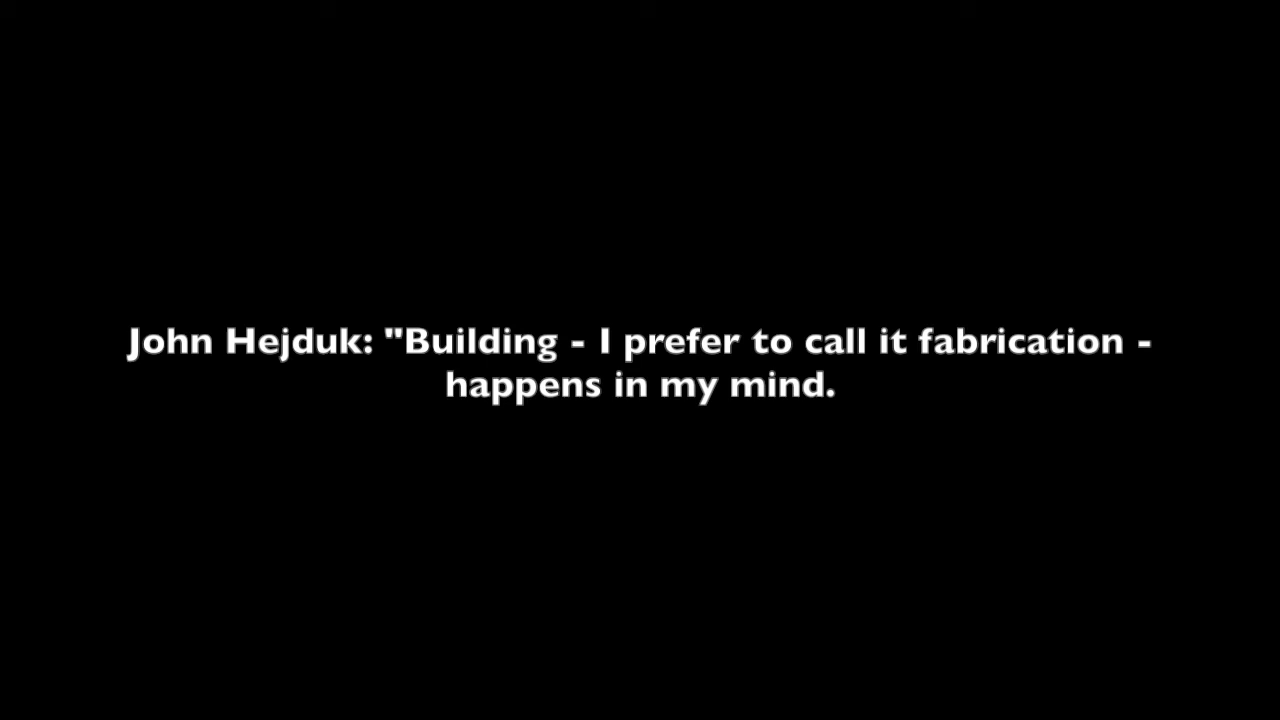 John Hejduk: "Building - I prefer to call it fabrication -
happens in my mind.